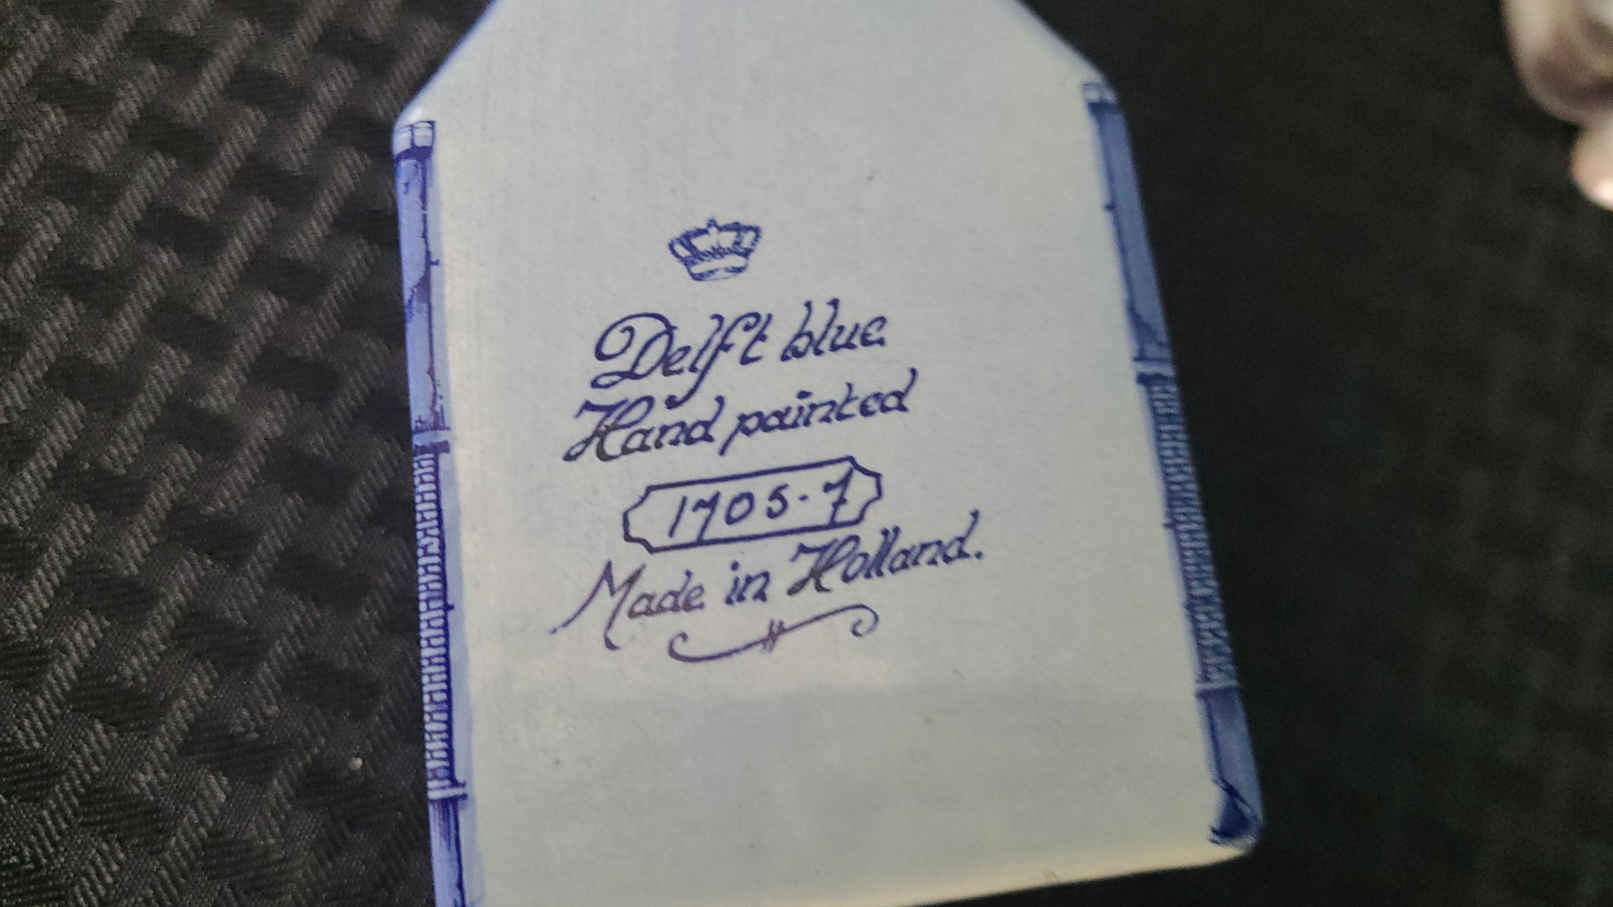 Delft blue
Hand painted
1705-7
Made in Holland.